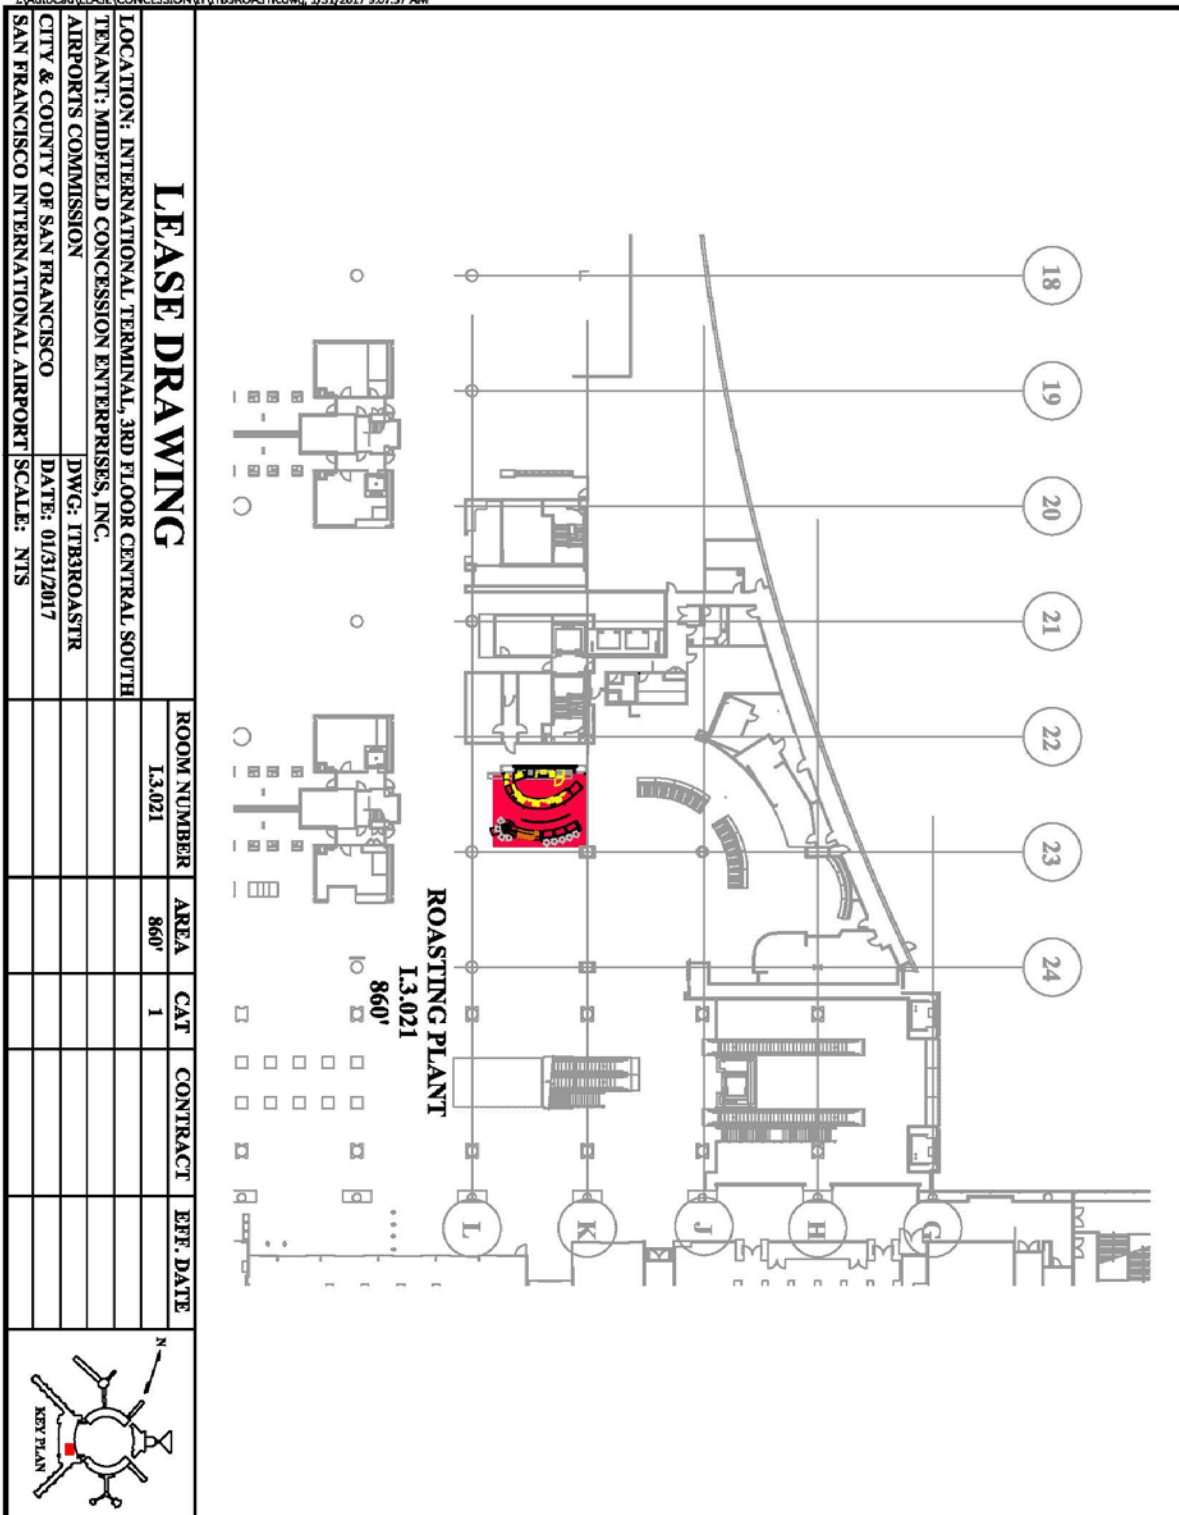 LEASE DRAWING
LOCATION: INTERNATIONAL TERMINAL, 3RD FLOOR CENTRAL SOUTH
TENANT: MIDFIELD CONCESSION ENTERPRISES, INC.
AIRPORTS COMMISSION
DWG: ITB3ROASTR
CITY & COUNTY OF SAN FRANCISCO
DATE: 01/31/2017
SAN FRANCISCO INTERNATIONAL AIRPORT
SCALE: NTS
ROOM NUMBER AREA CAT CONTRACT EFF. DATE
I.3.021 860' 1
N
KEY PLAN
ROASTING PLANT
I.3.021
860'
18
19
20
21
22
23
24
L
K
J
H
G